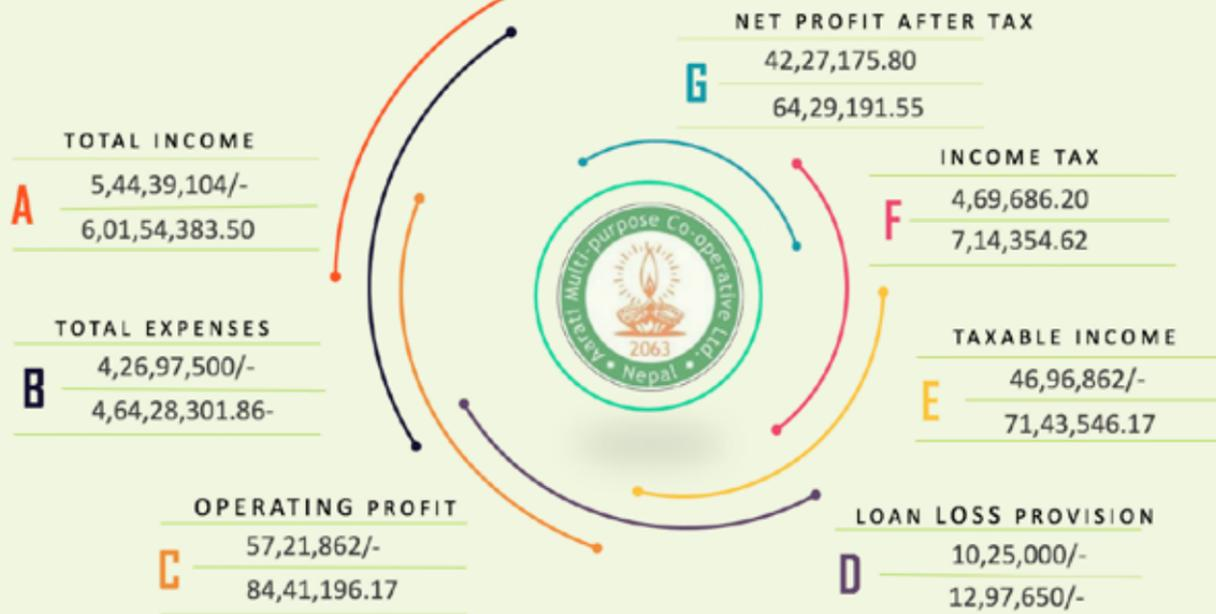 NET PROFIT AFTER TAX
G
42,27,175.80
64,29,191.55
TOTAL INCOME
A
5,44,39,104/-
6,01,54,383.50
INCOME TAX
F
4,69,686.20
7,14,354.62
Aarati Multi-purpose Co-operative Ltd.
2063
• Nepal •
TOTAL EXPENSES
B
4,26,97,500/-
4,64,28,301.86-
TAXABLE INCOME
E
46,96,862/-
71,43,546.17
OPERATING PROFIT
C
57,21,862/-
84,41,196.17
LOAN LOSS PROVISION
D
10,25,000/-
12,97,650/-